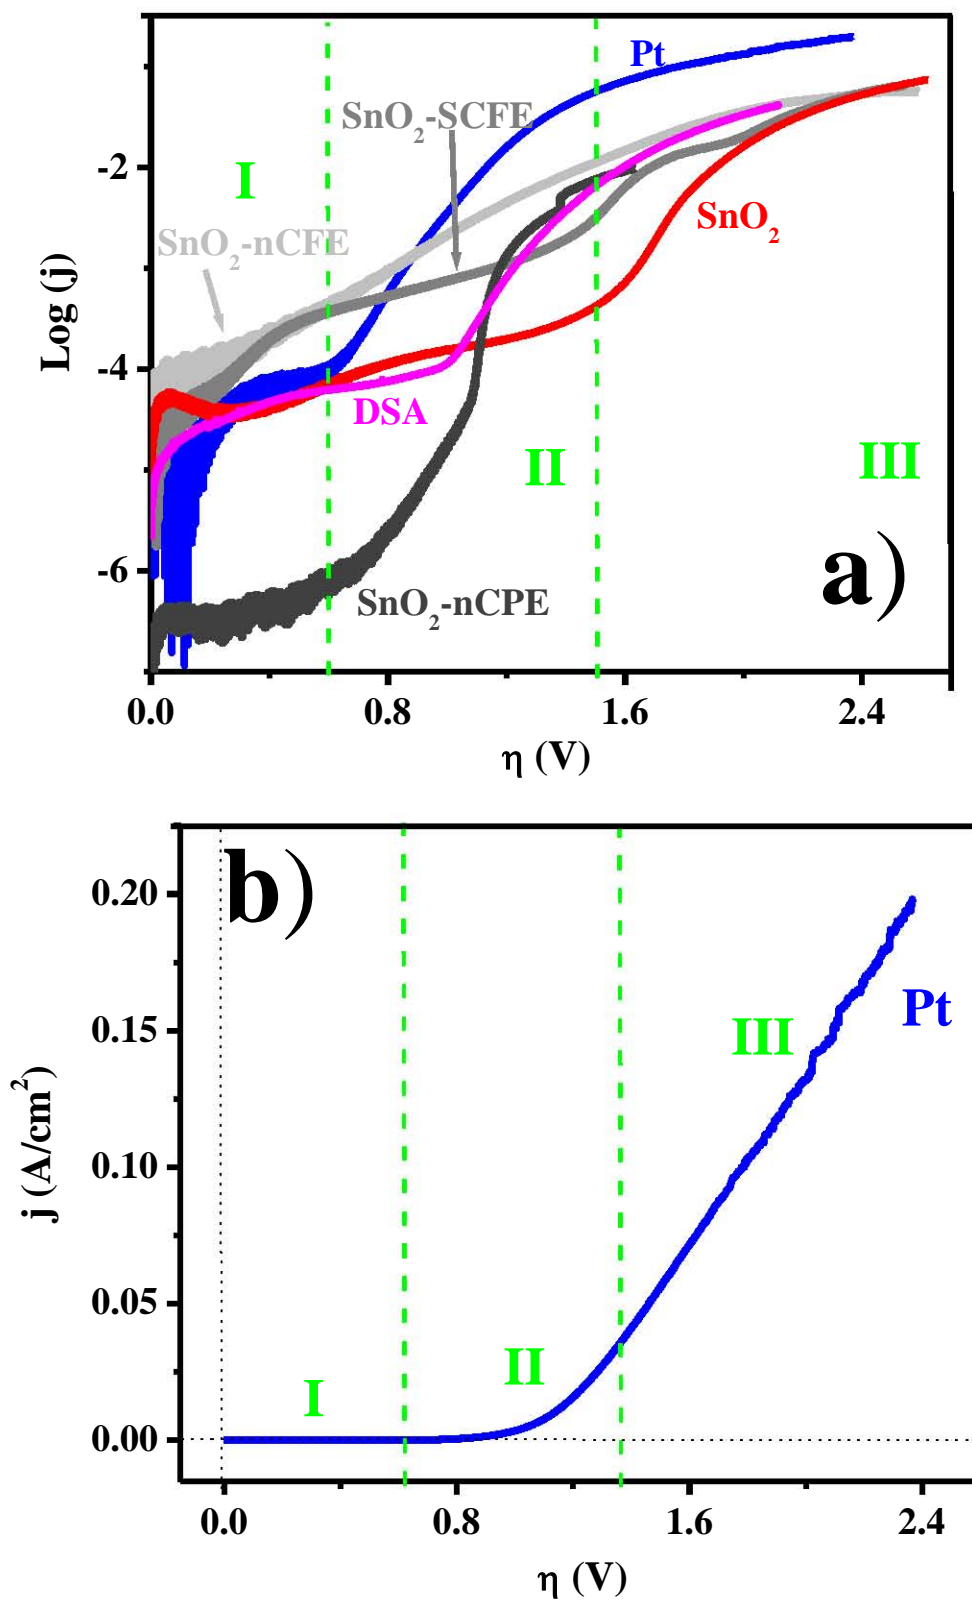 Pt
SnO2-SCFE
-2
I
SnO2
SnO2-nCFE
Log (j)
-4
DSA
II
III
-6
a)
SnO2-nCPE
0.0 0.8 1.6 2.4
η (V)
b)
0.20
Pt
0.15
III
j (A/cm²)
0.10
0.05
II
I
0.00
0.0 0.8 1.6 2.4
η (V)